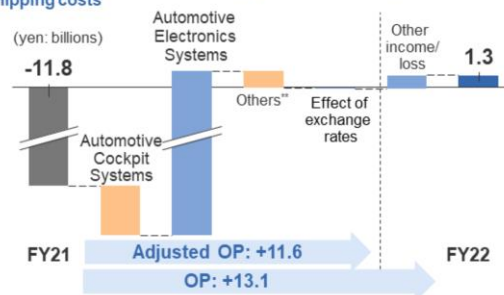 (yen: billions)
-11.8
Automotive
Electronics
Systems
Automotive
Cockpit
Systems
Others**
Effect of
exchange
rates
Other
income/
loss
1.3
FY21
Adjusted OP: +11.6
FY22
OP: +13.1